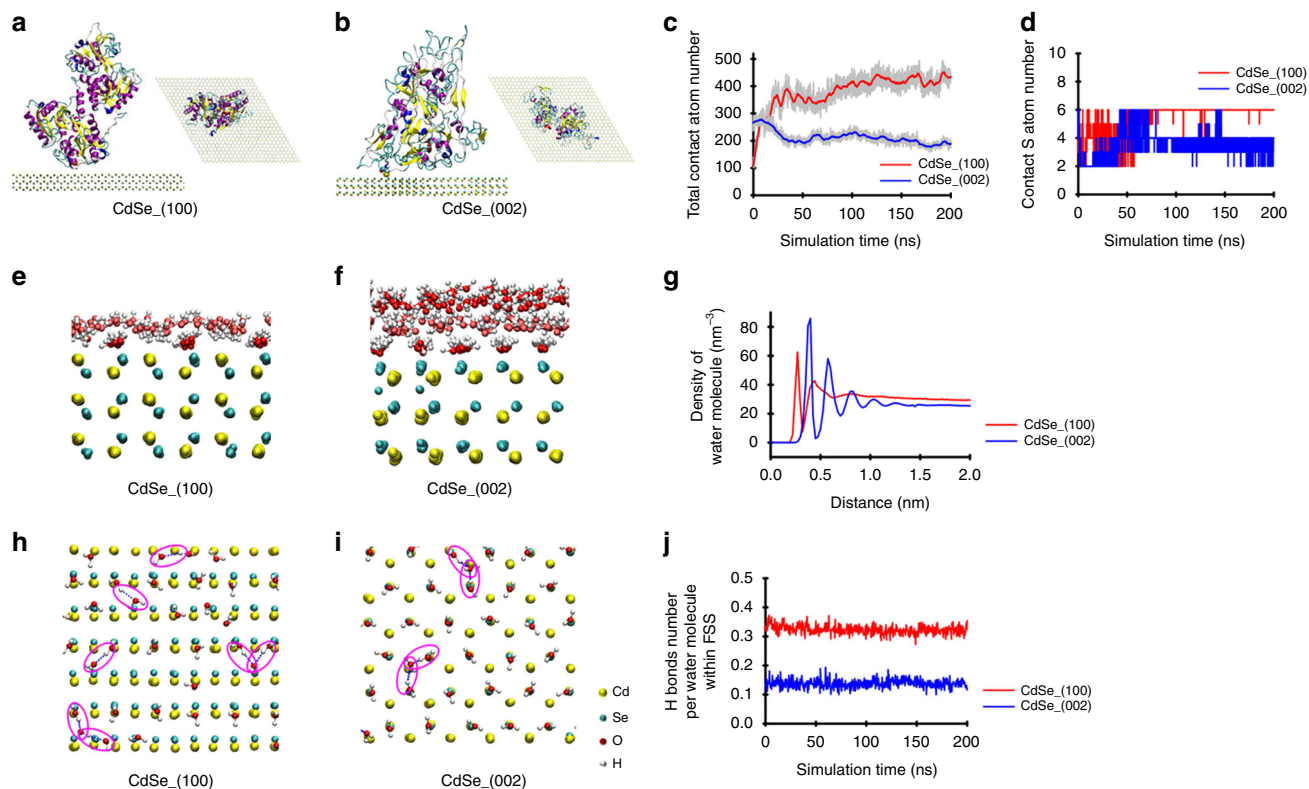 a
CdSe_(100)
b
CdSe_(002)
c
Total contact atom number
500
400
300
200
100
0
CdSe_(100)
CdSe_(002)
0 50 100 150 200
Simulation time (ns)
d
Contact S atom number
10
8
6
4
2
0
CdSe_(100)
CdSe_(002)
0 50 100 150 200
Simulation time (ns)
e
CdSe_(100)
f
CdSe_(002)
g
Density of
water molecule (nm⁻³)
80
60
40
20
0
0.0 0.5 1.0 1.5 2.0
Distance (nm)
CdSe_(100)
CdSe_(002)
h
CdSe_(100)
i
CdSe_(002)
Cd
Se
O
H
j
H bonds number
per water molecule
within FSS
0.5
0.4
0.3
0.2
0.1
0.0
0 50 100 150 200
Simulation time (ns)
CdSe_(100)
CdSe_(002)